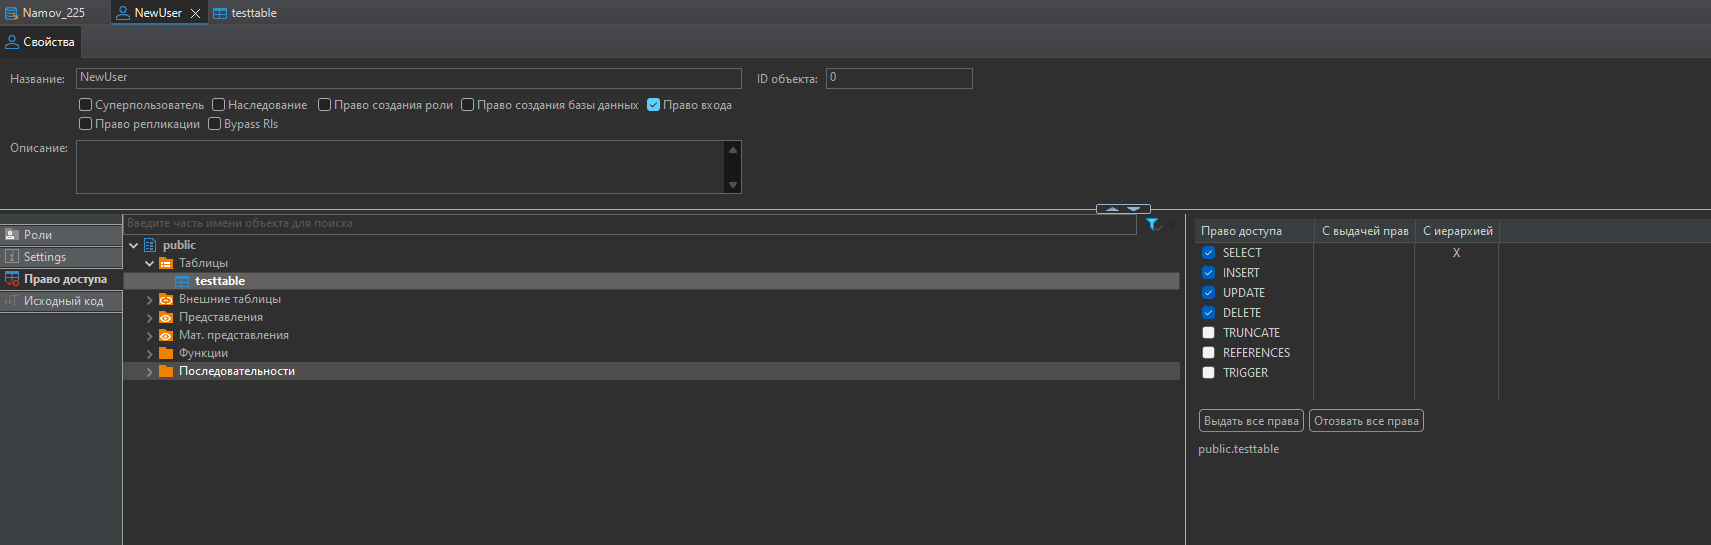 Namov_225 NewUser testtable
Свойства
Название: NewUser ID объекта: 0
Суперпользователь Наследование Право создания роли Право создания базы данных Право входа
Право репликации Bypass Rls
Описание:
Роли
Settings
Право доступа
Исходный код
Введите часть имени объекта для поиска
public
Таблицы
testtable
Внешние таблицы
Представления
Мат. представления
Функции
Последовательности
Право доступа С выдачей прав С иерархией
SELECT X
INSERT
UPDATE
DELETE
TRUNCATE
REFERENCES
TRIGGER
Выдать все права Отозвать все права
public.testtable